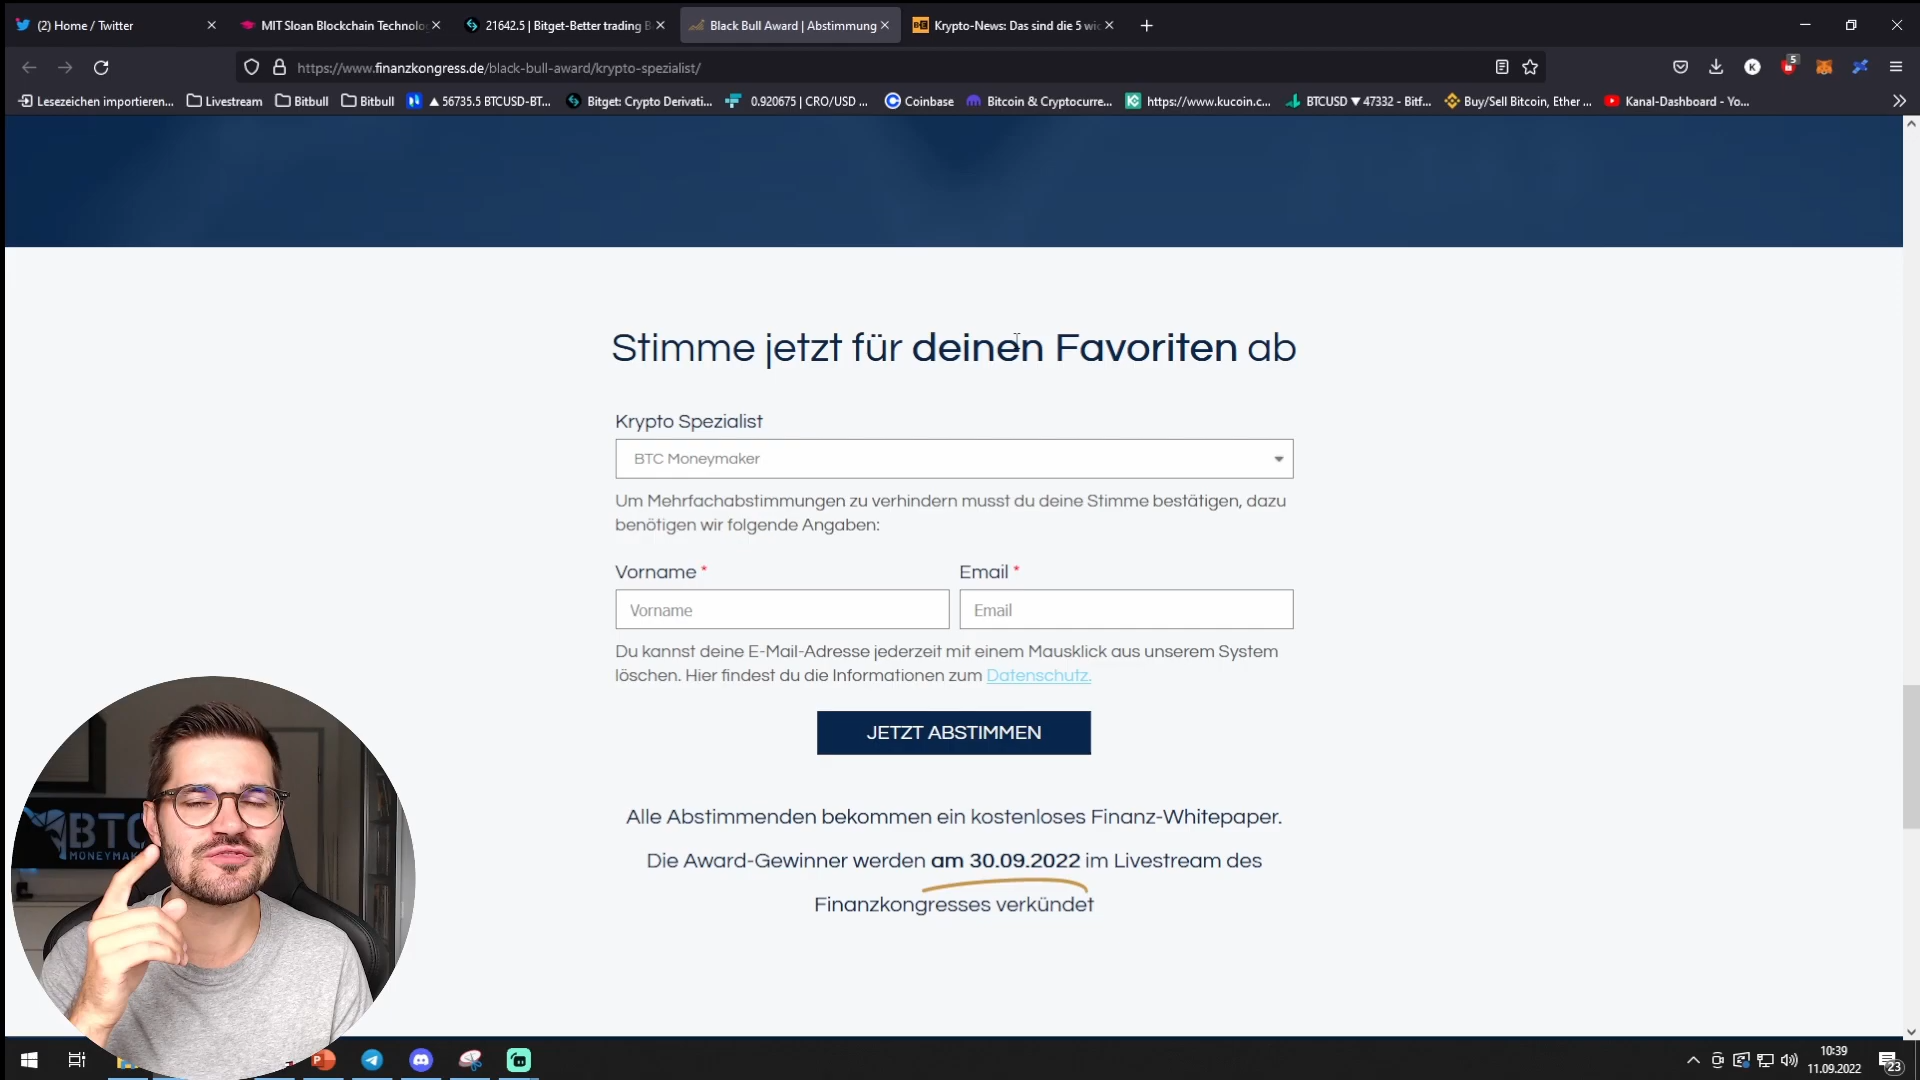 (2) Home / Twitter
MIT Sloan Blockchain Technolo
21642.5 | Bitget-Better trading B
Black Bull Award | Abstimmung
Krypto-News: Das sind die 5 wi
https://www.finanzkongress.de/black-bull-award/krypto-spezialist/
5
Lesezeichen importieren...
Livestream
Bitbull
Bitbull
▲ 56735.5 BTCUSD-BT...
Bitget: Crypto Derivati...
0.920675 | CRO/USD ...
Coinbase
Bitcoin & Cryptocurre...
https://www.kucoin.c...
BTCUSD ▼ 47332 - Bitf...
Buy/Sell Bitcoin, Ether ...
Kanal-Dashboard - Yo...
Stimme jetzt für deinen Favoriten ab
Krypto Spezialist
BTC Moneymaker
Um Mehrfachabstimmungen zu verhindern musst du deine Stimme bestätigen, dazu
benötigen wir folgende Angaben:
Vorname *
Email *
Vorname
Email
Du kannst deine E-Mail-Adresse jederzeit mit einem Mausklick aus unserem System
löschen. Hier findest du die Informationen zum Datenschutz.
JETZT ABSTIMMEN
Alle Abstimmenden bekommen ein kostenloses Finanz-Whitepaper.
Die Award-Gewinner werden am 30.09.2022 im Livestream des
Finanzkongresses verkündet
BTC
MONEYMA
10:39
11.09.2022
23